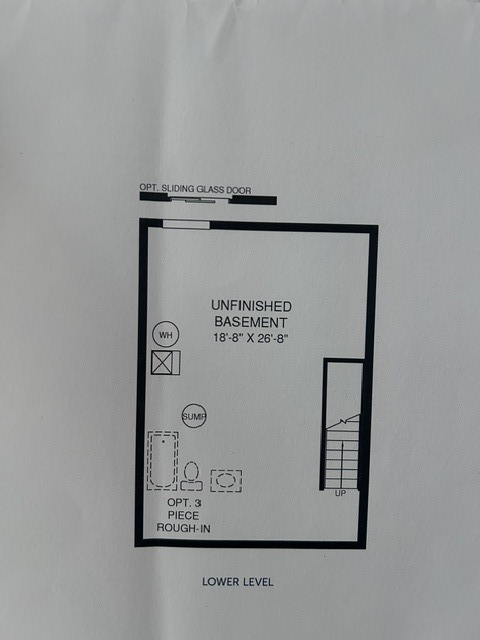 OPT. SLIDING GLASS DOOR
UNFINISHED
BASEMENT
18'-8" X 26'-8"
WH
SUMP
UP
OPT. 3
PIECE
ROUGH-IN
LOWER LEVEL